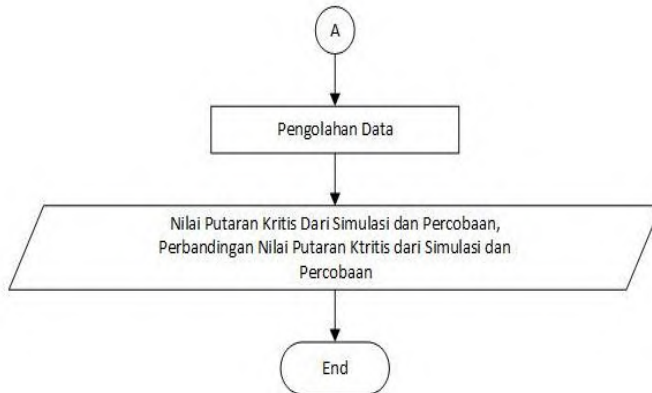 A
Pengolahan Data
Nilai Putaran Kritis Dari Simulasi dan Percobaan,
Perbandingan Nilai Putaran Ktritis dari Simulasi dan
Percobaan
End